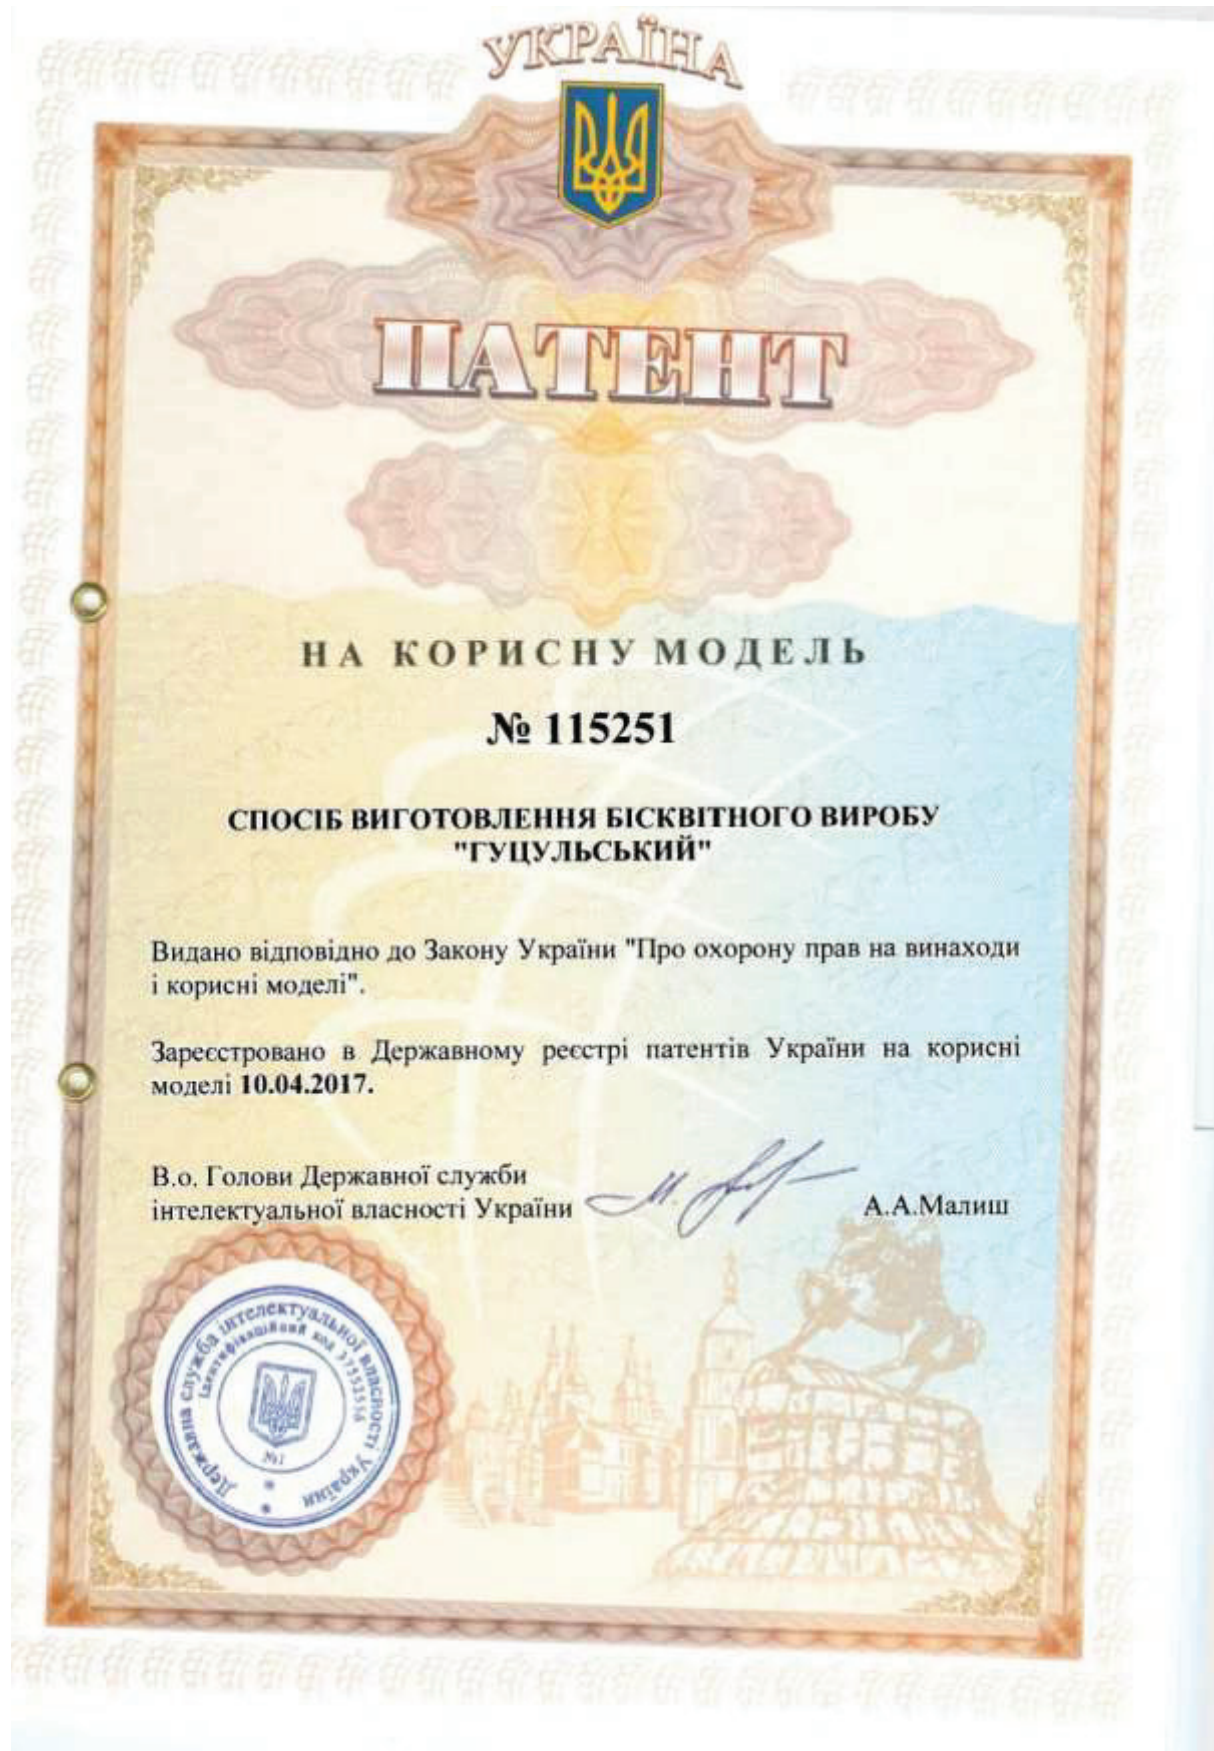 УКРАЇНА
ПАТЕНТ
НА КОРИСНУ МОДЕЛЬ
№ 115251
СПОСІБ ВИГОТОВЛЕННЯ БІСКВІТНОГО ВИРОБУ
"ГУЦУЛЬСЬКИЙ"
Видано відповідно до Закону України "Про охорону прав на винаходи
і корисні моделі".
Зареєстровано в Державному реєстрі патентів України на корисні
моделі 10.04.2017.
В.о. Голови Державної служби
інтелектуальної власності України
А.А.Малиш
Державна служба інтелектуальної власності України
Ідентифікаційний код